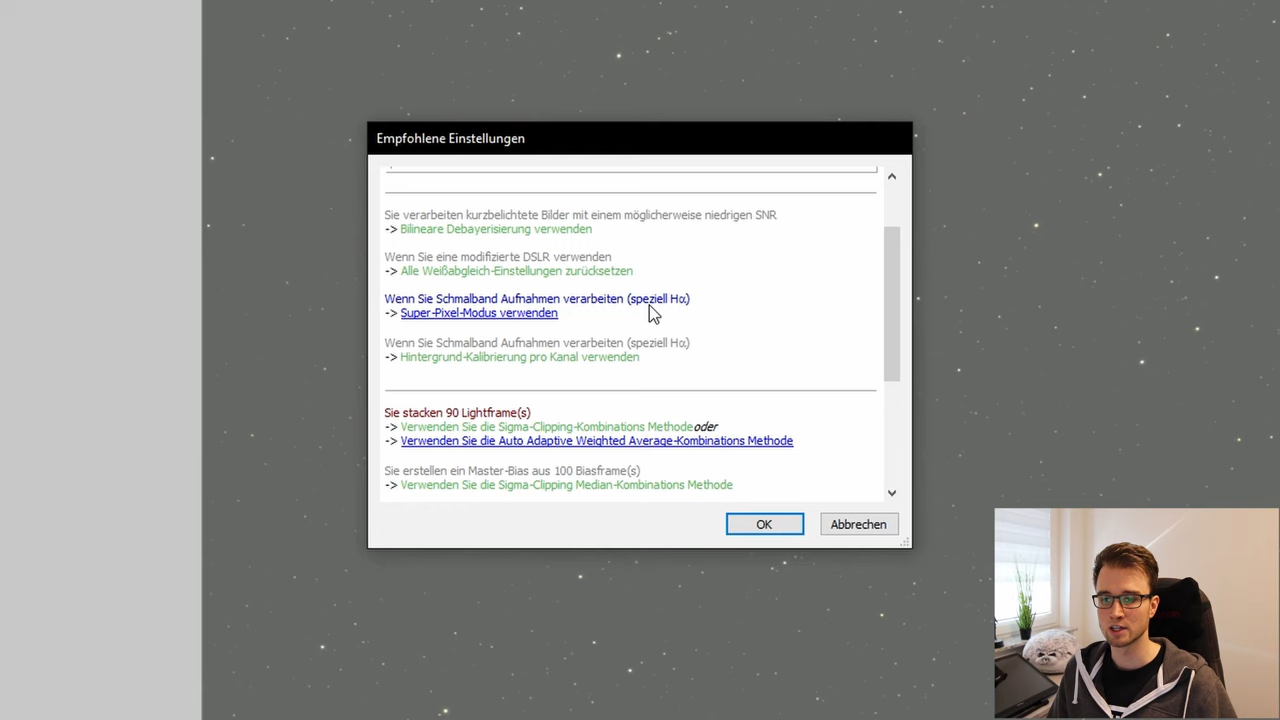 Empfohlene Einstellungen
Sie verarbeiten kurzbelichtete Bilder mit einem möglicherweise niedrigen SNR
-> Bilineare Debayerisierung verwenden
Wenn Sie eine modifizierte DSLR verwenden
-> Alle Weißabgleich-Einstellungen zurücksetzen
Wenn Sie Schmalband Aufnahmen verarbeiten (speziell Hα)
-> Super-Pixel-Modus verwenden
Wenn Sie Schmalband Aufnahmen verarbeiten (speziell Hα)
-> Hintergrund-Kalibrierung pro Kanal verwenden
Sie stacken 90 Lightframe(s)
-> Verwenden Sie die Sigma-Clipping-Kombinations Methode oder
-> Verwenden Sie die Auto Adaptive Weighted Average-Kombinations Methode
Sie erstellen ein Master-Bias aus 100 Biasframe(s)
-> Verwenden Sie die Sigma-Clipping Median-Kombinations Methode
OK Abbrechen